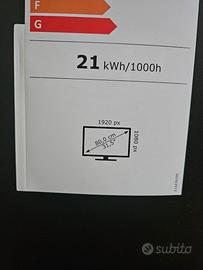 F
G
21 kWh/1000h
1920 px
80,0 cm
31,5"
1080 px
subito